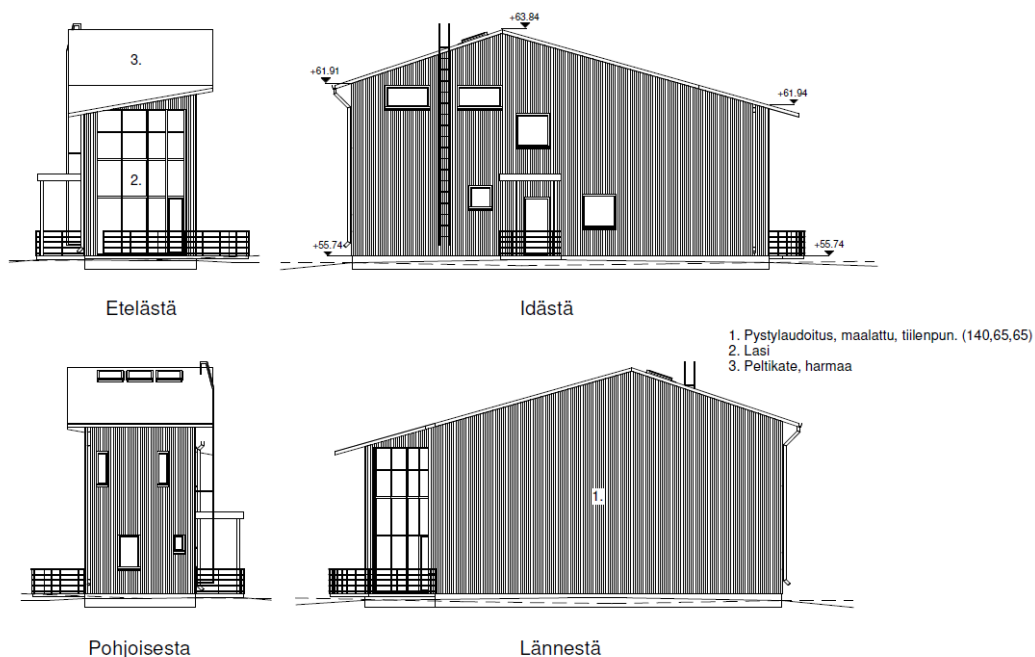 3.
2.
Etelästä
+63.84
+61.91
+61.94
+55.74
+55.74
Idästä
1. Pystylaudoitus, maalattu, tiilenpun. (140,65,65)
2. Lasi
3. Peltikate, harmaa
Pohjoisesta
1.
Lännestä